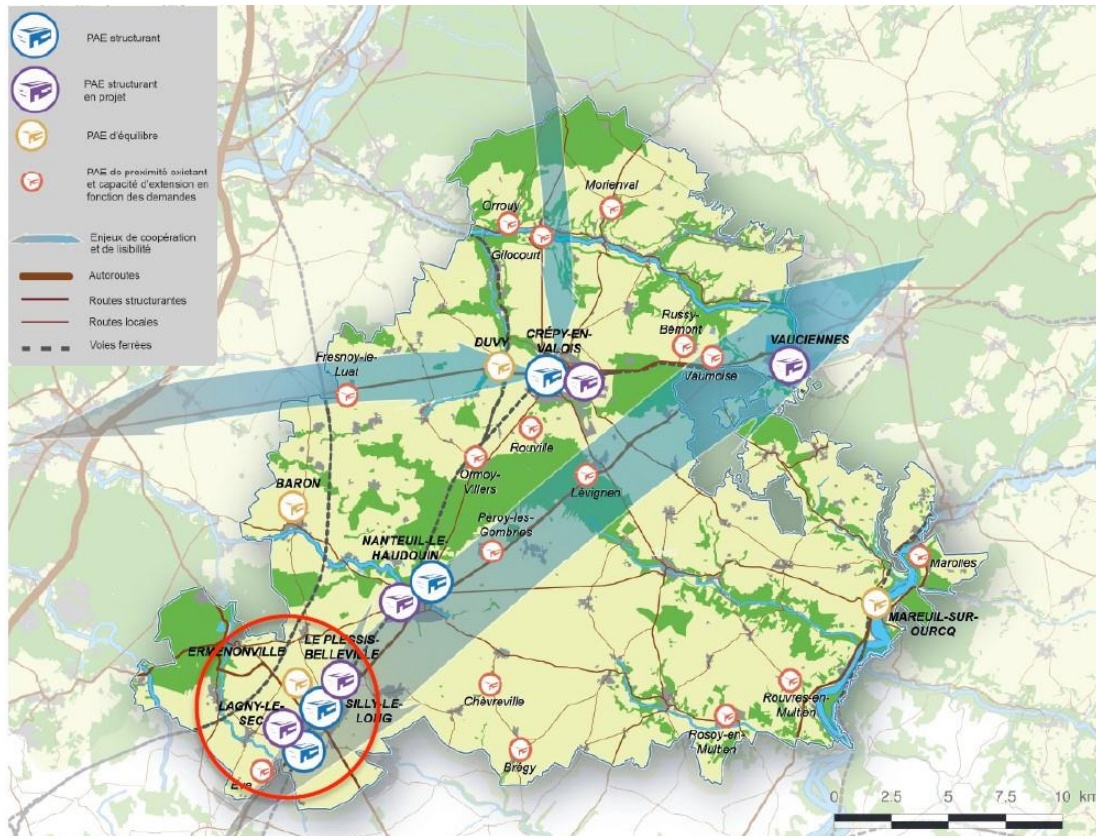 PAE structurant
PAE structurant
en projet
PAE d'équilibre
PAE de proximité existant
et capacité d'extension en
fonction des demandes
Enjeux de coopération
et de lisibilité
Autoroutes
Routes structurantes
Routes locales
Voies ferrées
Morienval
Orrouy
Gilocourt
Russy-
Bémont
CRÉPY-EN-
VALOIS
VAUCIENNES
DUVY
Vaumoise
Fresnoy-le-
Luat
Rouville
Ormoy-
Villers
Lévignen
BARON
Péroy-les-
Gombries
NANTEUIL-LE-
HAUDOUIN
Marolles
MAREUIL-SUR-
OURCQ
LE PLESSIS-
BELLEVILLE
ERMENONVILLE
Chèvreville
Rouvres-en-
Multien
LAGNY-LE-
SEC
SILLY-LE-
LONG
Rosoy-en-
Multien
Brégy
Éve
0 2.5 5 7.5 10 km